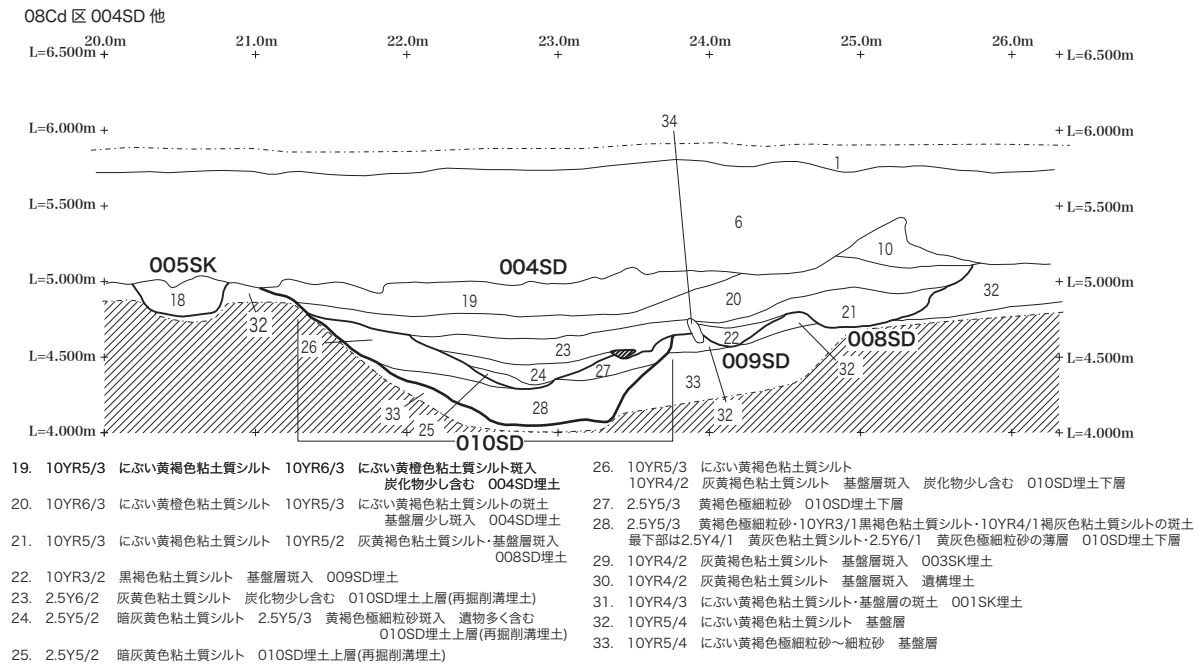 08Cd 区 004SD 他
20.0m 21.0m 22.0m 23.0m 24.0m 25.0m 26.0m
L=6.500m L=6.500m
34
L=6.000m L=6.000m
1
L=5.500m L=5.500m
6
10
005SK 004SD
L=5.000m L=5.000m
18 19 20 21 32
32 22
26 23 009SD 008SD
L=4.500m L=4.500m
24 27 33 32
33 28 32
25
L=4.000m L=4.000m
010SD
19. 10YR5/3 にぶい黄褐色粘土質シルト 10YR6/3 にぶい黄橙色粘土質シルト斑入
炭化物少し含む 004SD埋土
20. 10YR6/3 にぶい黄橙色粘土質シルト 10YR5/3 にぶい黄褐色粘土質シルトの斑土
基盤層少し斑入 004SD埋土
21. 10YR5/3 にぶい黄褐色粘土質シルト 10YR5/2 灰黄褐色粘土質シルト・基盤層斑入
008SD埋土
22. 10YR3/2 黒褐色粘土質シルト 基盤層斑入 009SD埋土
23. 2.5Y6/2 灰黄色粘土質シルト 炭化物少し含む 010SD埋土上層(再掘削溝埋土)
24. 2.5Y5/2 暗灰黄色粘土質シルト 2.5Y5/3 黄褐色極細粒砂斑入 遺物多く含む
010SD埋土上層(再掘削溝埋土)
25. 2.5Y5/2 暗灰黄色粘土質シルト 010SD埋土上層(再掘削溝埋土)
26. 10YR5/3 にぶい黄褐色粘土質シルト
10YR4/2 灰黄褐色粘土質シルト 基盤層斑入 炭化物少し含む 010SD埋土下層
27. 2.5Y5/3 黄褐色極細粒砂 010SD埋土下層
28. 2.5Y5/3 黄褐色極細粒砂・10YR3/1黒褐色粘土質シルト・10YR4/1褐灰色粘土質シルトの斑土
最下部は2.5Y4/1 黄灰色粘土質シルト・2.5Y6/1 黄灰色極細粒砂の薄層 010SD埋土下層
29. 10YR4/2 灰黄褐色粘土質シルト 基盤層斑入 003SK埋土
30. 10YR4/2 灰黄褐色粘土質シルト 基盤層斑入 遺構埋土
31. 10YR4/3 にぶい黄褐色粘土質シルト・基盤層の斑土 001SK埋土
32. 10YR5/4 にぶい黄褐色粘土質シルト 基盤層
33. 10YR5/4 にぶい黄褐色極細粒砂～細粒砂 基盤層